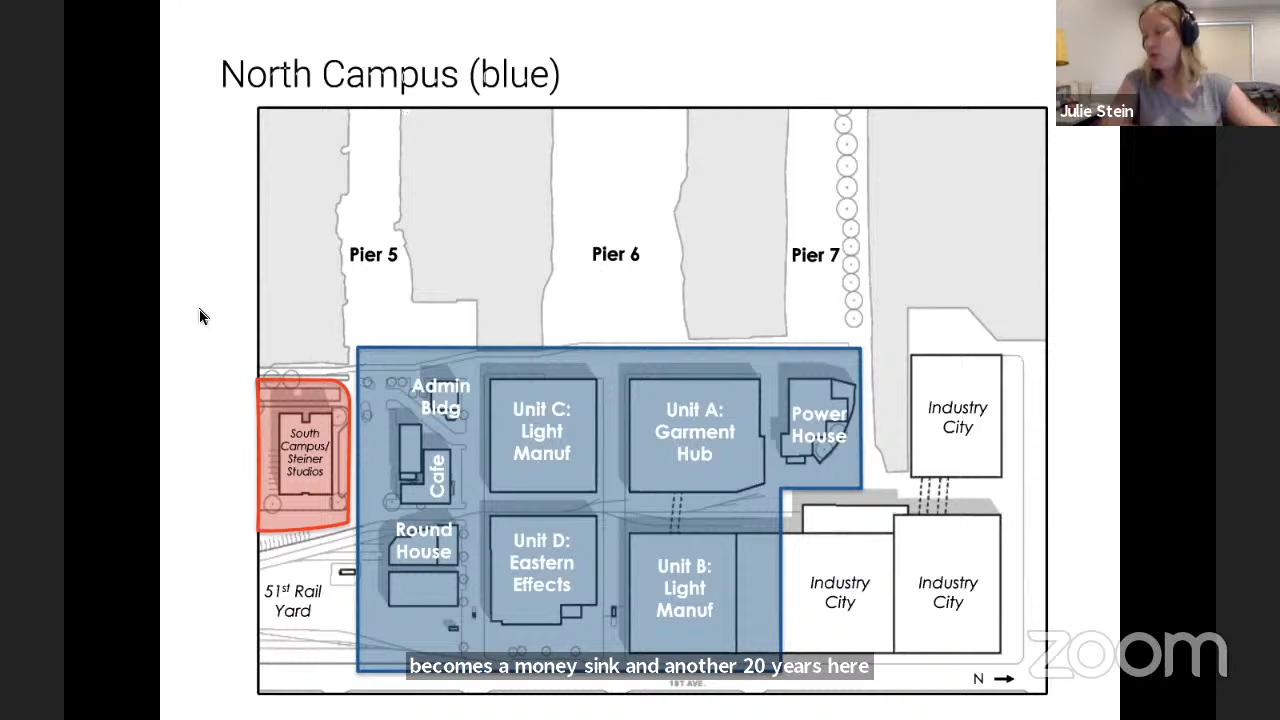 North Campus (blue)
Julie Stein
Pier 5
Pier 6
Pier 7
Admin
Bldg
Unit C:
Light
Manuf
Unit A:
Garment
Hub
Power
House
Industry
City
South
Campus/
Steiner
Studios
Cafe
Round
House
Unit D:
Eastern
Effects
Unit B:
Light
Manuf
Industry
City
Industry
City
51st Rail
Yard
becomes a money sink and another 20 years here
1ST AVE.
N
zoom